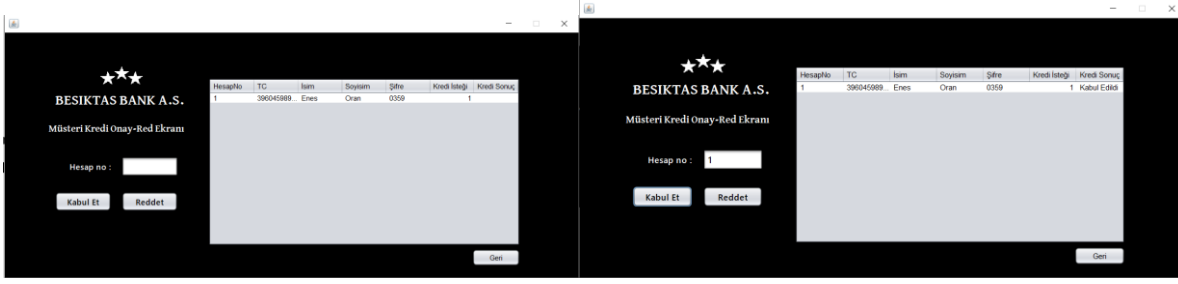 BESIKTAS BANK A.S.
Müsteri Kredi Onay-Red Ekranı
Hesap no :
Kabul Et Reddet
HesapNo TC Isim Soyisim Şifre Kredi İsteği Kredi Sonuç
1 396045989... Enes Oran 0359 1
Geri
BESIKTAS BANK A.S.
Müsteri Kredi Onay-Red Ekranı
Hesap no : 1
Kabul Et Reddet
HesapNo TC Isim Soyisim Şifre Kredi İsteği Kredi Sonuç
1 396045989... Enes Oran 0359 1 Kabul Edildi
Geri